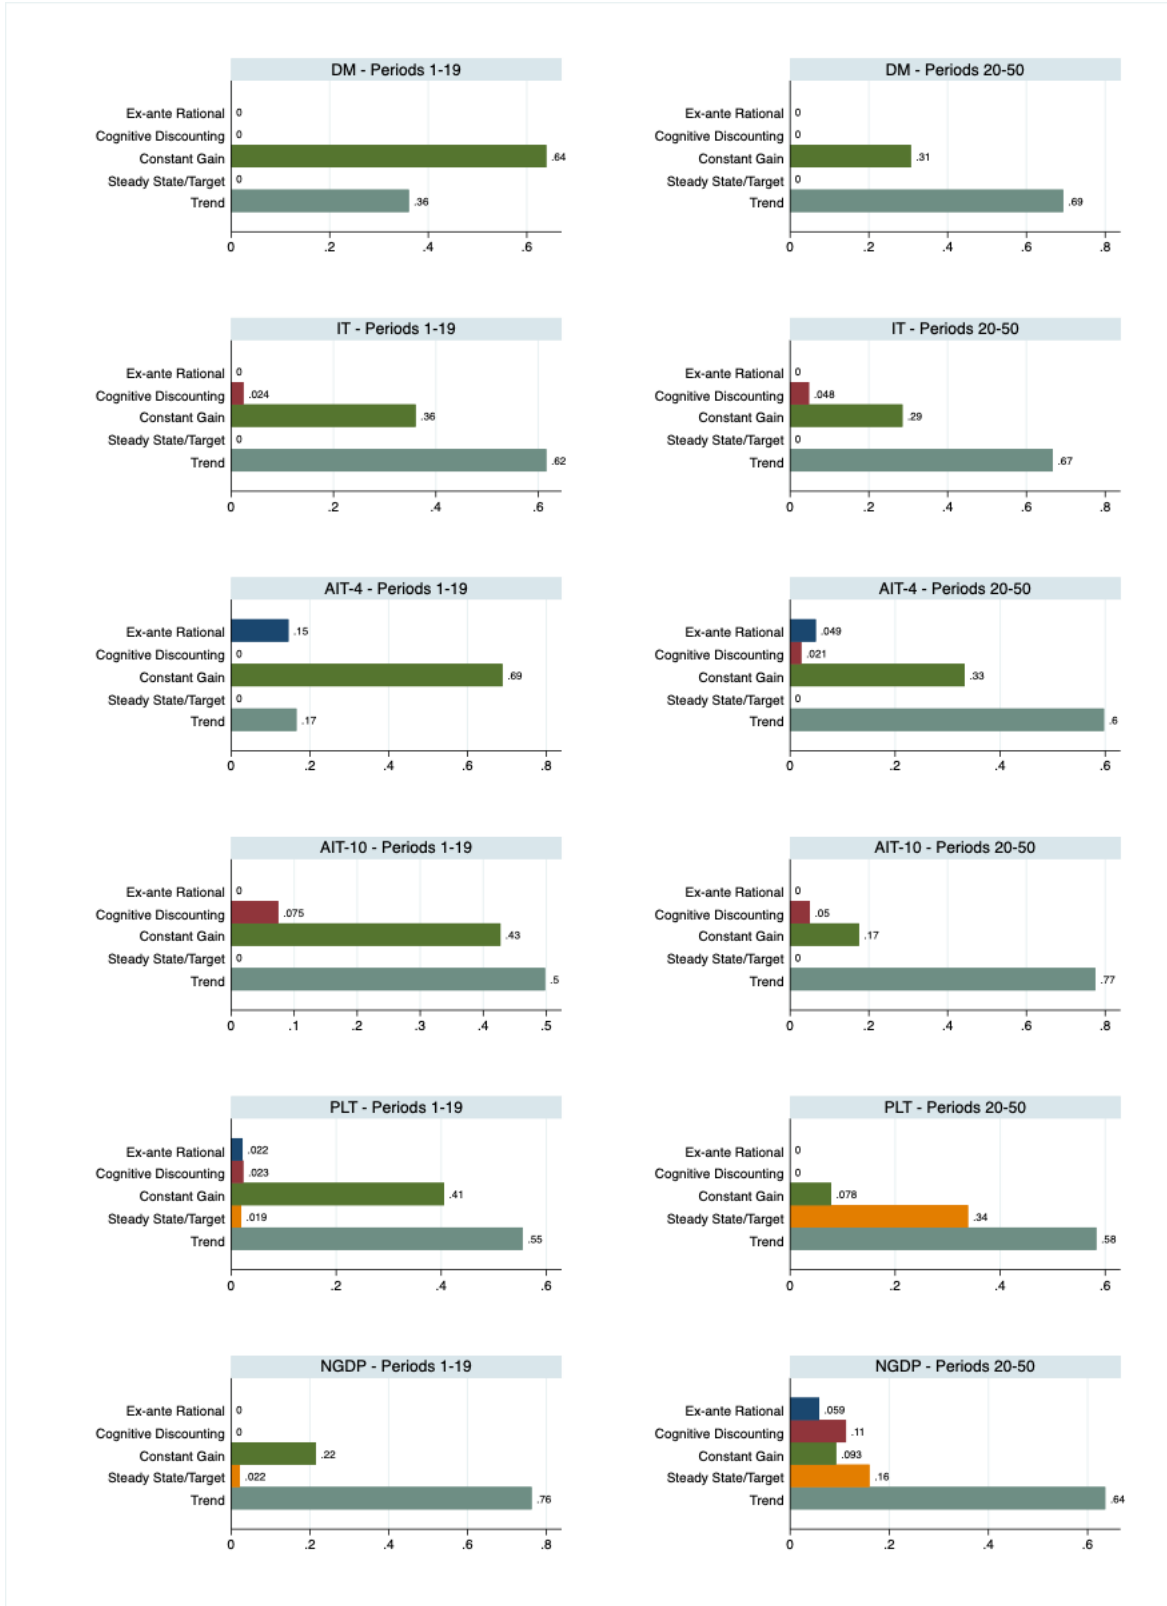 DM - Periods 1-19
Ex-ante Rational 0
Cognitive Discounting 0
Constant Gain .64
Steady State/Target 0
Trend .36
0 .2 .4 .6
DM - Periods 20-50
Ex-ante Rational 0
Cognitive Discounting 0
Constant Gain .31
Steady State/Target 0
Trend .69
0 .2 .4 .6 .8
IT - Periods 1-19
Ex-ante Rational 0
Cognitive Discounting .024
Constant Gain .36
Steady State/Target 0
Trend .62
0 .2 .4 .6
IT - Periods 20-50
Ex-ante Rational 0
Cognitive Discounting .048
Constant Gain .29
Steady State/Target 0
Trend .67
0 .2 .4 .6 .8
AIT-4 - Periods 1-19
Ex-ante Rational .15
Cognitive Discounting 0
Constant Gain .69
Steady State/Target 0
Trend .17
0 .2 .4 .6 .8
AIT-4 - Periods 20-50
Ex-ante Rational .049
Cognitive Discounting .021
Constant Gain .33
Steady State/Target 0
Trend .6
0 .2 .4 .6
AIT-10 - Periods 1-19
Ex-ante Rational 0
Cognitive Discounting .075
Constant Gain .43
Steady State/Target 0
Trend .5
0 .1 .2 .3 .4 .5
AIT-10 - Periods 20-50
Ex-ante Rational 0
Cognitive Discounting .05
Constant Gain .17
Steady State/Target 0
Trend .77
0 .2 .4 .6 .8
PLT - Periods 1-19
Ex-ante Rational .022
Cognitive Discounting .023
Constant Gain .41
Steady State/Target .019
Trend .55
0 .2 .4 .6
PLT - Periods 20-50
Ex-ante Rational 0
Cognitive Discounting 0
Constant Gain .078
Steady State/Target .34
Trend .58
0 .2 .4 .6
NGDP - Periods 1-19
Ex-ante Rational 0
Cognitive Discounting 0
Constant Gain .22
Steady State/Target .022
Trend .76
0 .2 .4 .6 .8
NGDP - Periods 20-50
Ex-ante Rational .059
Cognitive Discounting .11
Constant Gain .093
Steady State/Target .16
Trend .64
0 .2 .4 .6